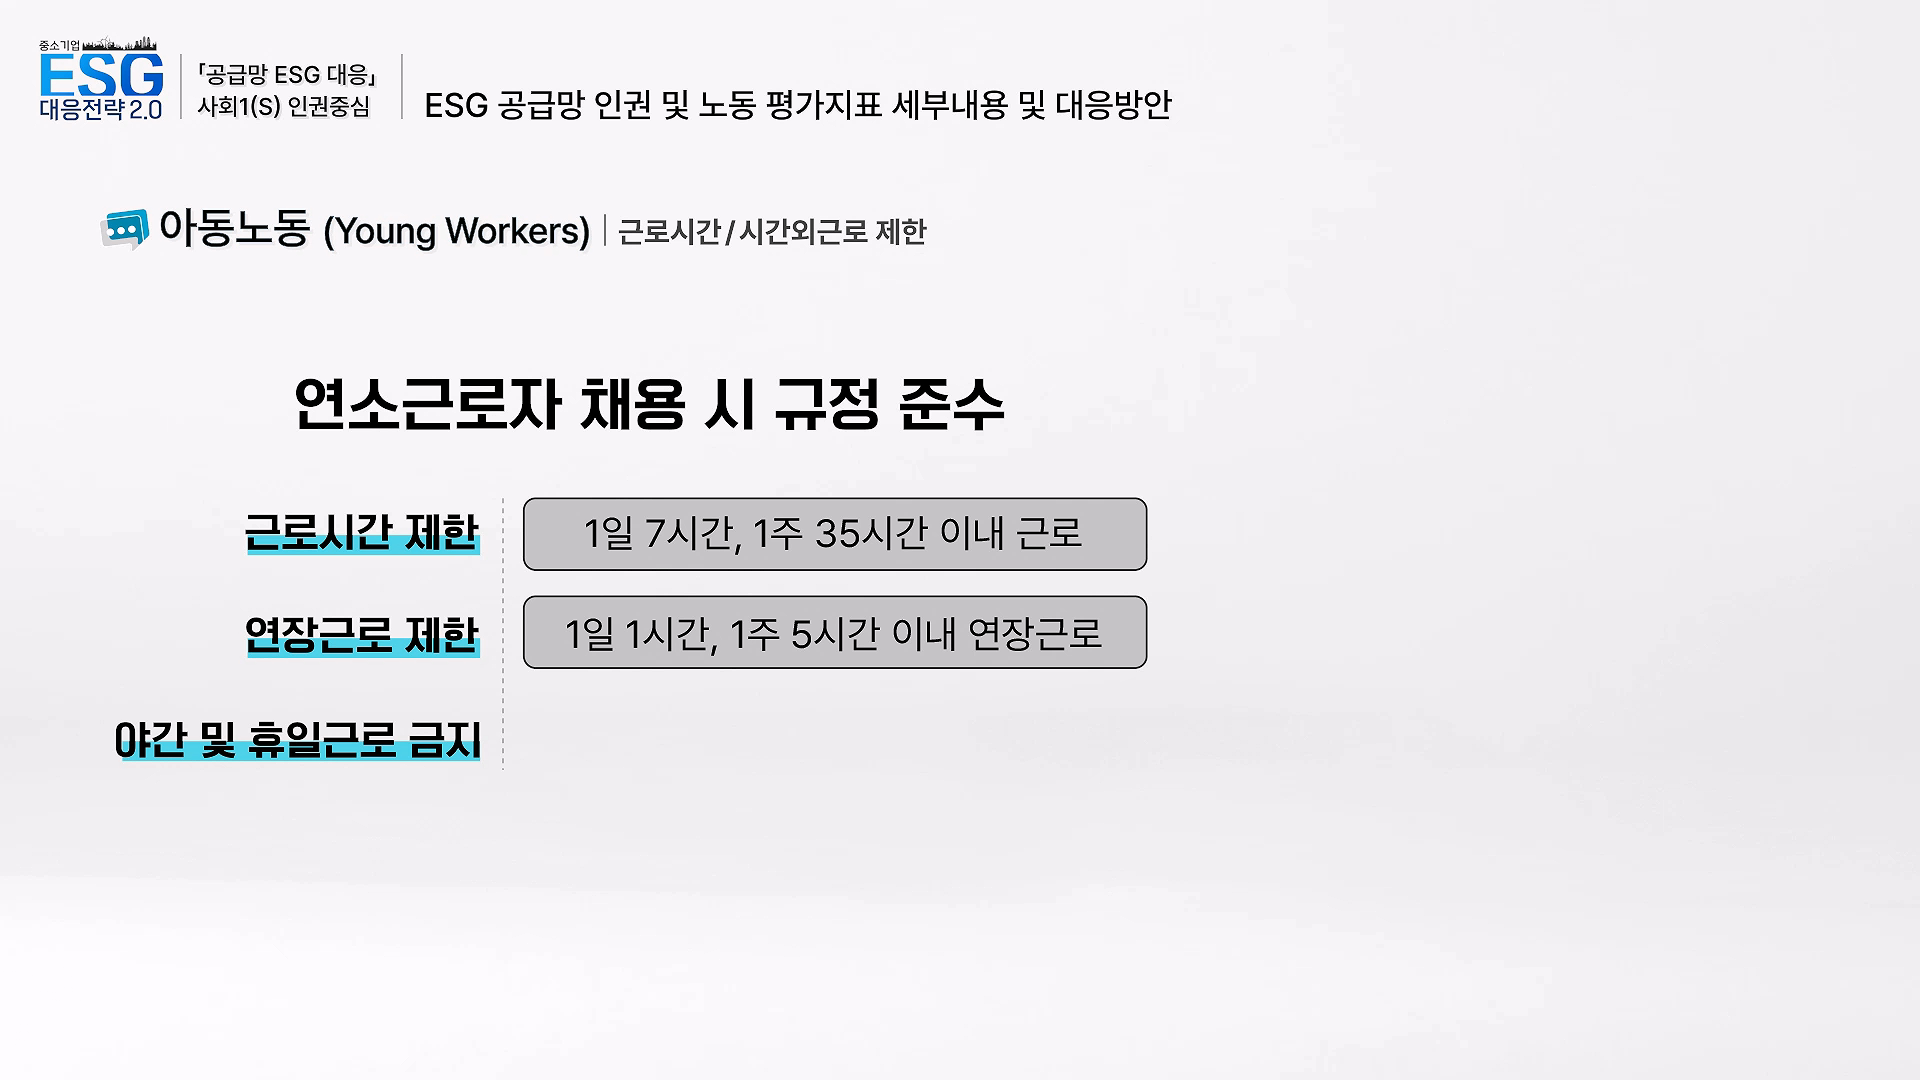 중소기업
ESG
대응전략 2.0
「공급망 ESG 대응」
사회1(S) 인권중심
ESG 공급망 인권 및 노동 평가지표 세부내용 및 대응방안
아동노동 (Young Workers) | 근로시간 / 시간외근로 제한
연소근로자 채용 시 규정 준수
근로시간 제한
1일 7시간, 1주 35시간 이내 근로
연장근로 제한
1일 1시간, 1주 5시간 이내 연장근로
야간 및 휴일근로 금지